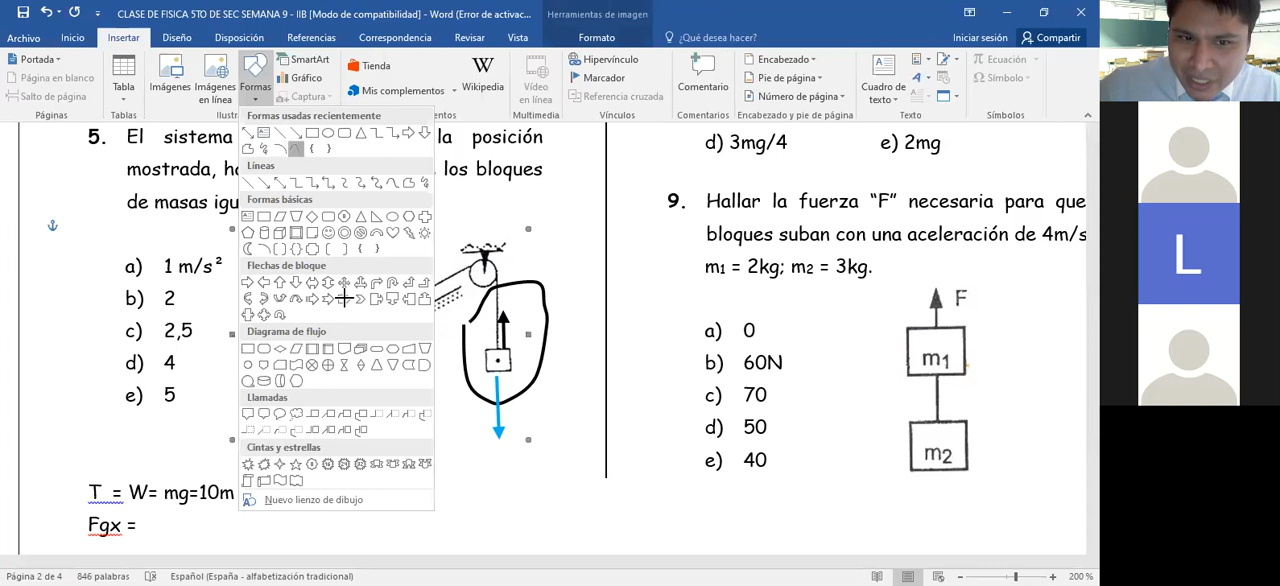 CLASE DE FISICA 5TO DE SEC SEMANA 9 - IIB [Modo de compatibilidad] - Word (Error de activac...
Herramientas de imagen
Archivo Inicio Insertar Diseño Disposición Referencias Correspondencia Revisar Vista Formato ¿Qué desea hacer? Iniciar sesión Compartir
Portada
Página en blanco
Salto de página
Páginas
Tabla
Tablas
Imágenes
Imágenes en línea
Formas
SmartArt
Gráfico
Captura
Ilustr
Tienda
Mis complementos
Wikipedia
Vídeo en línea
Hipervínculo
Marcador
Referencia cruzada
Vínculos
Comentario
Encabezado
Pie de página
Número de página
Encabezado y pie de página
Cuadro de texto
Texto
Ecuación
Símbolo
Símbolos
Formas usadas recientemente
Líneas
Formas básicas
Flechas de bloque
Diagrama de flujo
Llamadas
Cintas y estrellas
Nuevo lienzo de dibujo
5. El sistema la posición
mostrada, los bloques
de masas igu
a) 1 m/s²
b) 2
c) 2,5
d) 4
e) 5
T = W= mg=10m
Fgx =
d) 3mg/4 e) 2mg
9. Hallar la fuerza “F” necesaria para que
bloques suban con una aceleración de 4m/s
m1 = 2kg; m2 = 3kg.
a) 0
b) 60N
c) 70
d) 50
e) 40
F
m1
m2
L
Página 2 de 4 846 palabras Español (España - alfabetización tradicional) 200 %